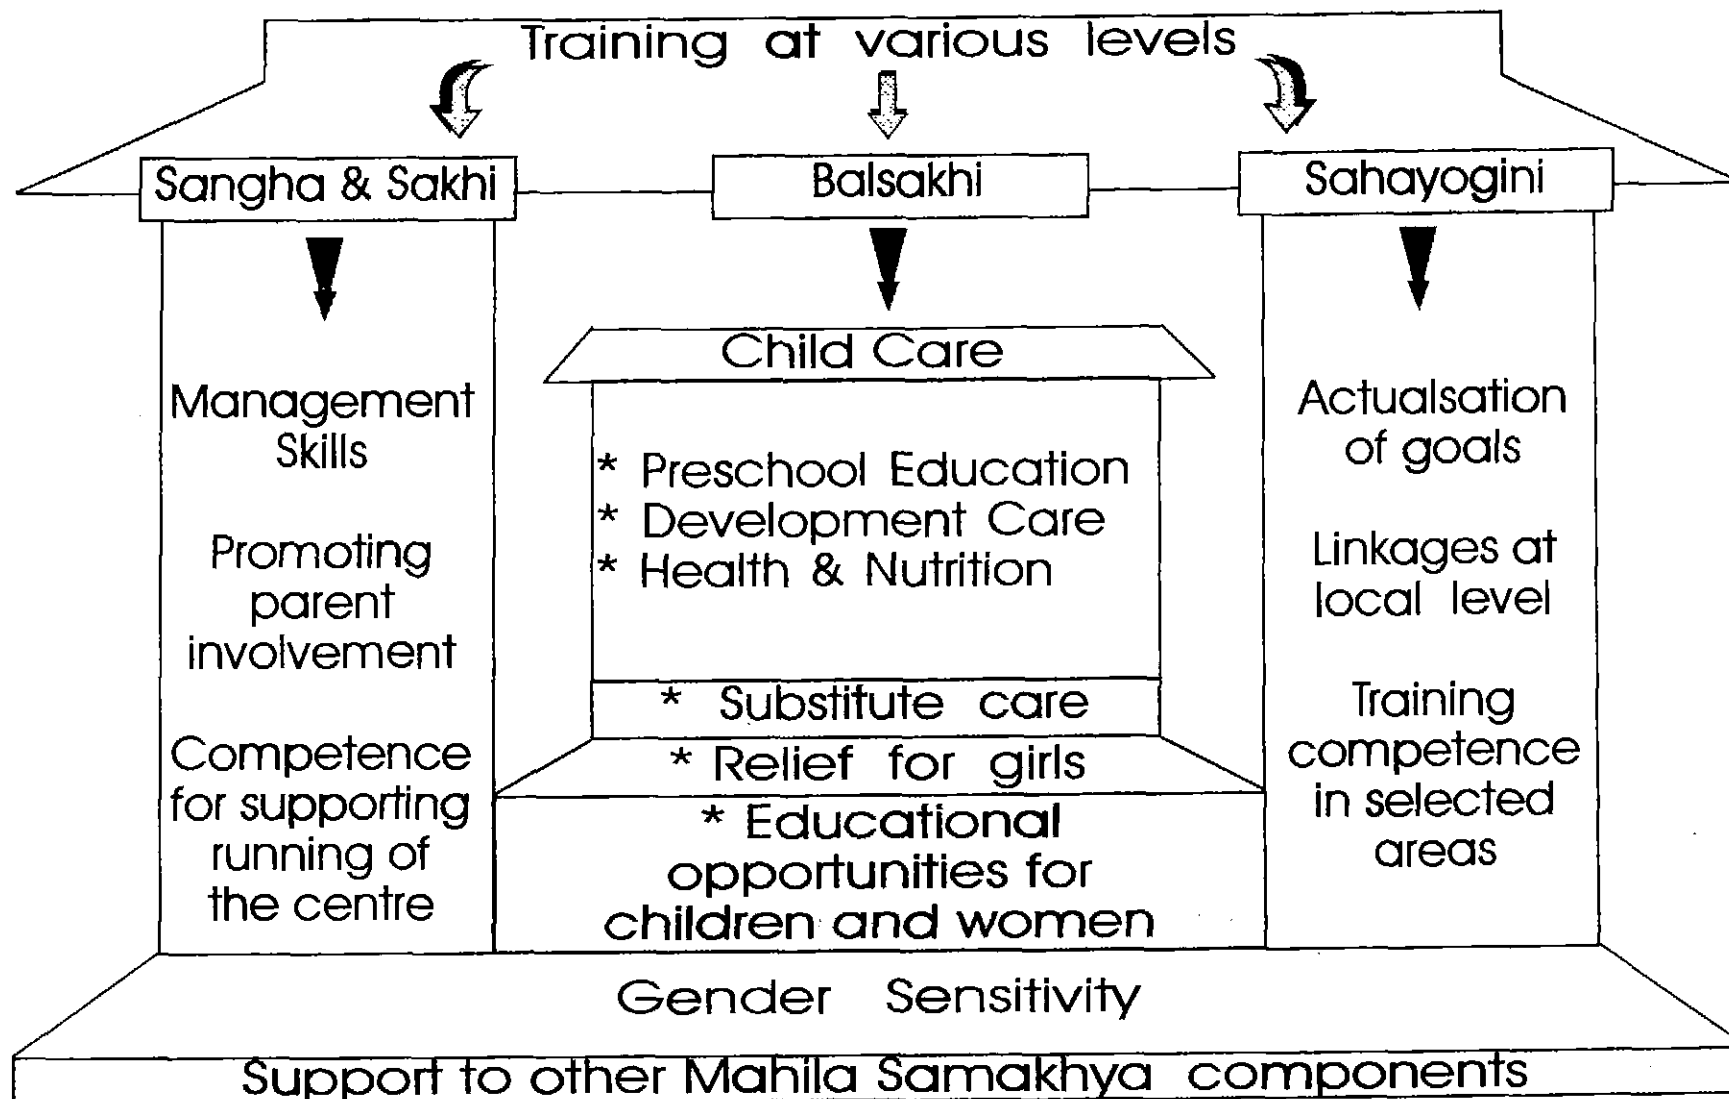 Training at various levels
Sangha & Sakhi
Balsakhi
Sahayogini
Management
Skills
Promoting
parent
involvement
Competence
for supporting
running of
the centre
Child Care
* Preschool Education
* Development Care
* Health & Nutrition
* Substitute care
* Relief for girls
* Educational
opportunities for
children and women
Actualsation
of goals
Linkages at
local level
Training
competence
in selected
areas
Gender Sensitivity
Support to other Mahila Samakhya components